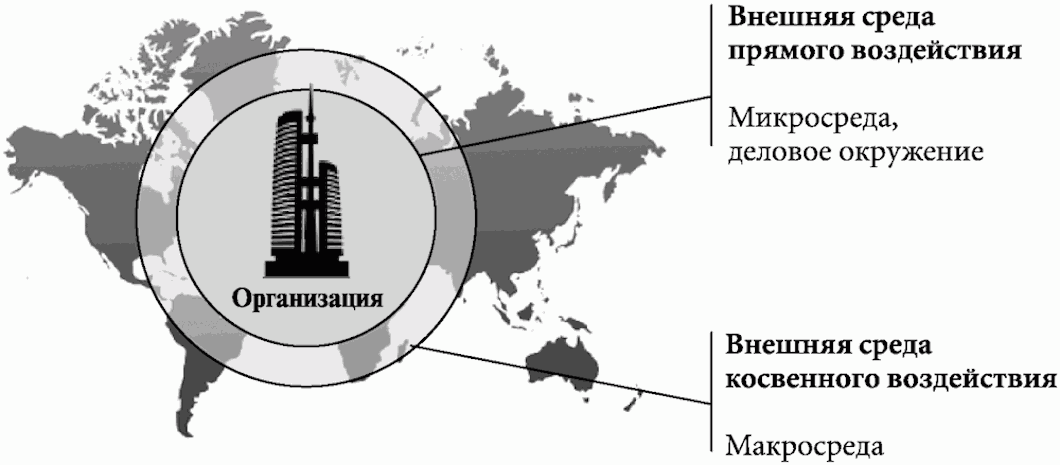 Внешняя среда
прямого воздействия
Микросреда,
деловое окружение
Организация
Внешняя среда
косвенного воздействия
Макросреда